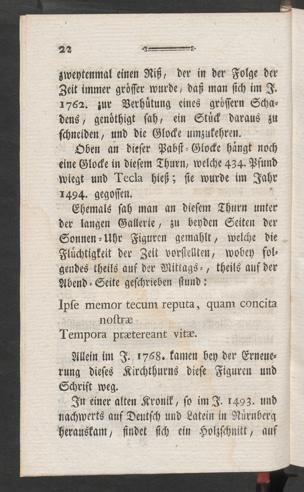 22
zweytenmal einen Riß, der in der Folge der
Zeit immer grösser wurde, daß man sich im J.
1762. zur Verhütung eines grössern Scha-
dens, genöthigt sah, ein Stück daraus zu
schneiden, und die Glocke umzukehren.
Oben an dieser Pabst-Glocke hängt noch
eine Glocke in diesem Thurn, welche 434. Pfund
wiegt und Tecla hieß; sie wurde im Jahr
1494. gegossen.
Ehemals sah man an diesem Thurn unter
der langen Gallerie, zu beyden Seiten der
Sonnen-Uhr Figuren gemahlt, welche die
Flüchtigkeit der Zeit vorstellten, wobey fol-
gendes theils auf der Mittags-, theils auf der
Abend-Seite geschrieben stund:
Ipse memor tecum reputa, quam concita
nostræ
Tempora prætereant vitæ.
Allein im J. 1768. kamen bey der Erneue-
rung dieses Kirchthurns diese Figuren und
Schrift weg.
In einer alten Kronik, so im J. 1493. und
nachwerts auf Deutsch und Latein in Nürnberg
herauskam, findet sich ein Holzschnitt, auf